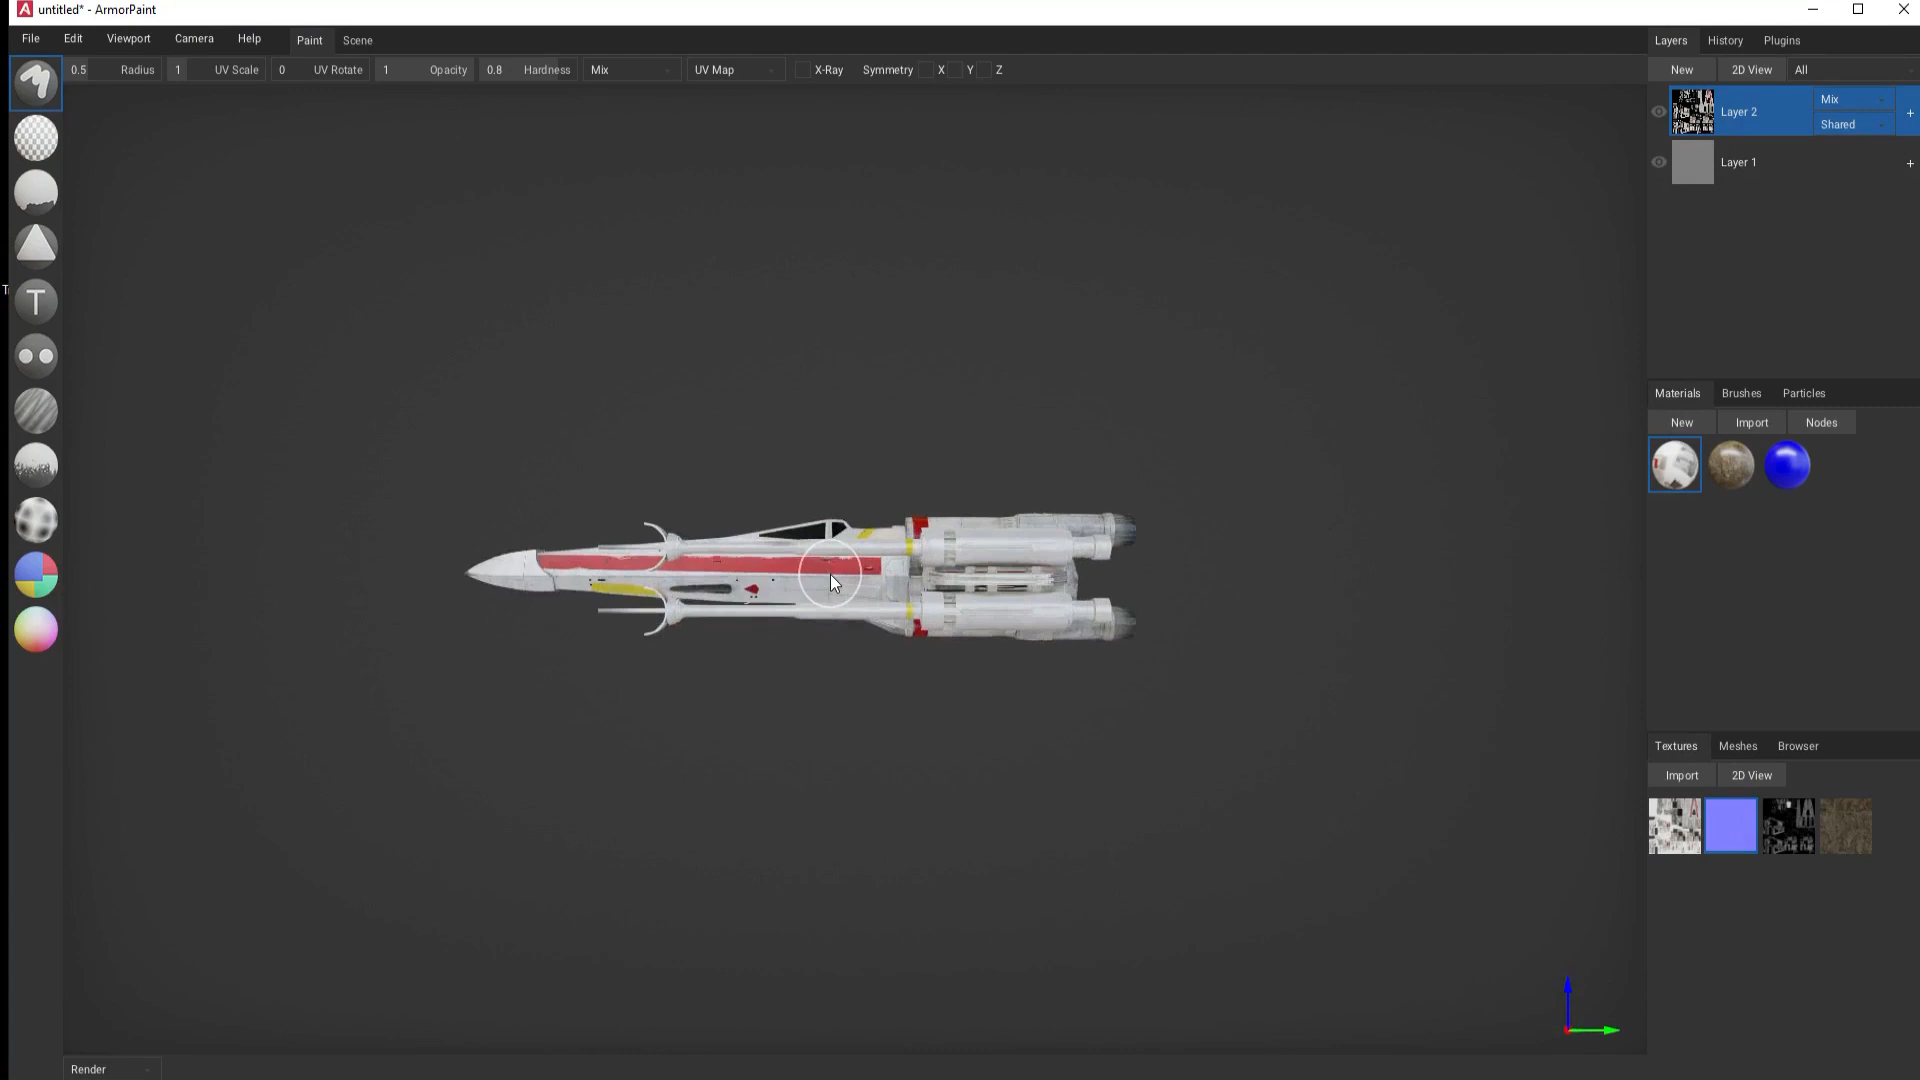 untitled* - ArmorPaint
File Edit Viewport Camera Help Paint Scene
0.5 Radius 1 UV Scale 0 UV Rotate 1 Opacity 0.8 Hardness Mix UV Map X-Ray Symmetry X Y Z
Layers History Plugins
New 2D View All
Layer 2 Mix
Shared
Layer 1
T
Materials Brushes Particles
New Import Nodes
Textures Meshes Browser
Import 2D View
Render